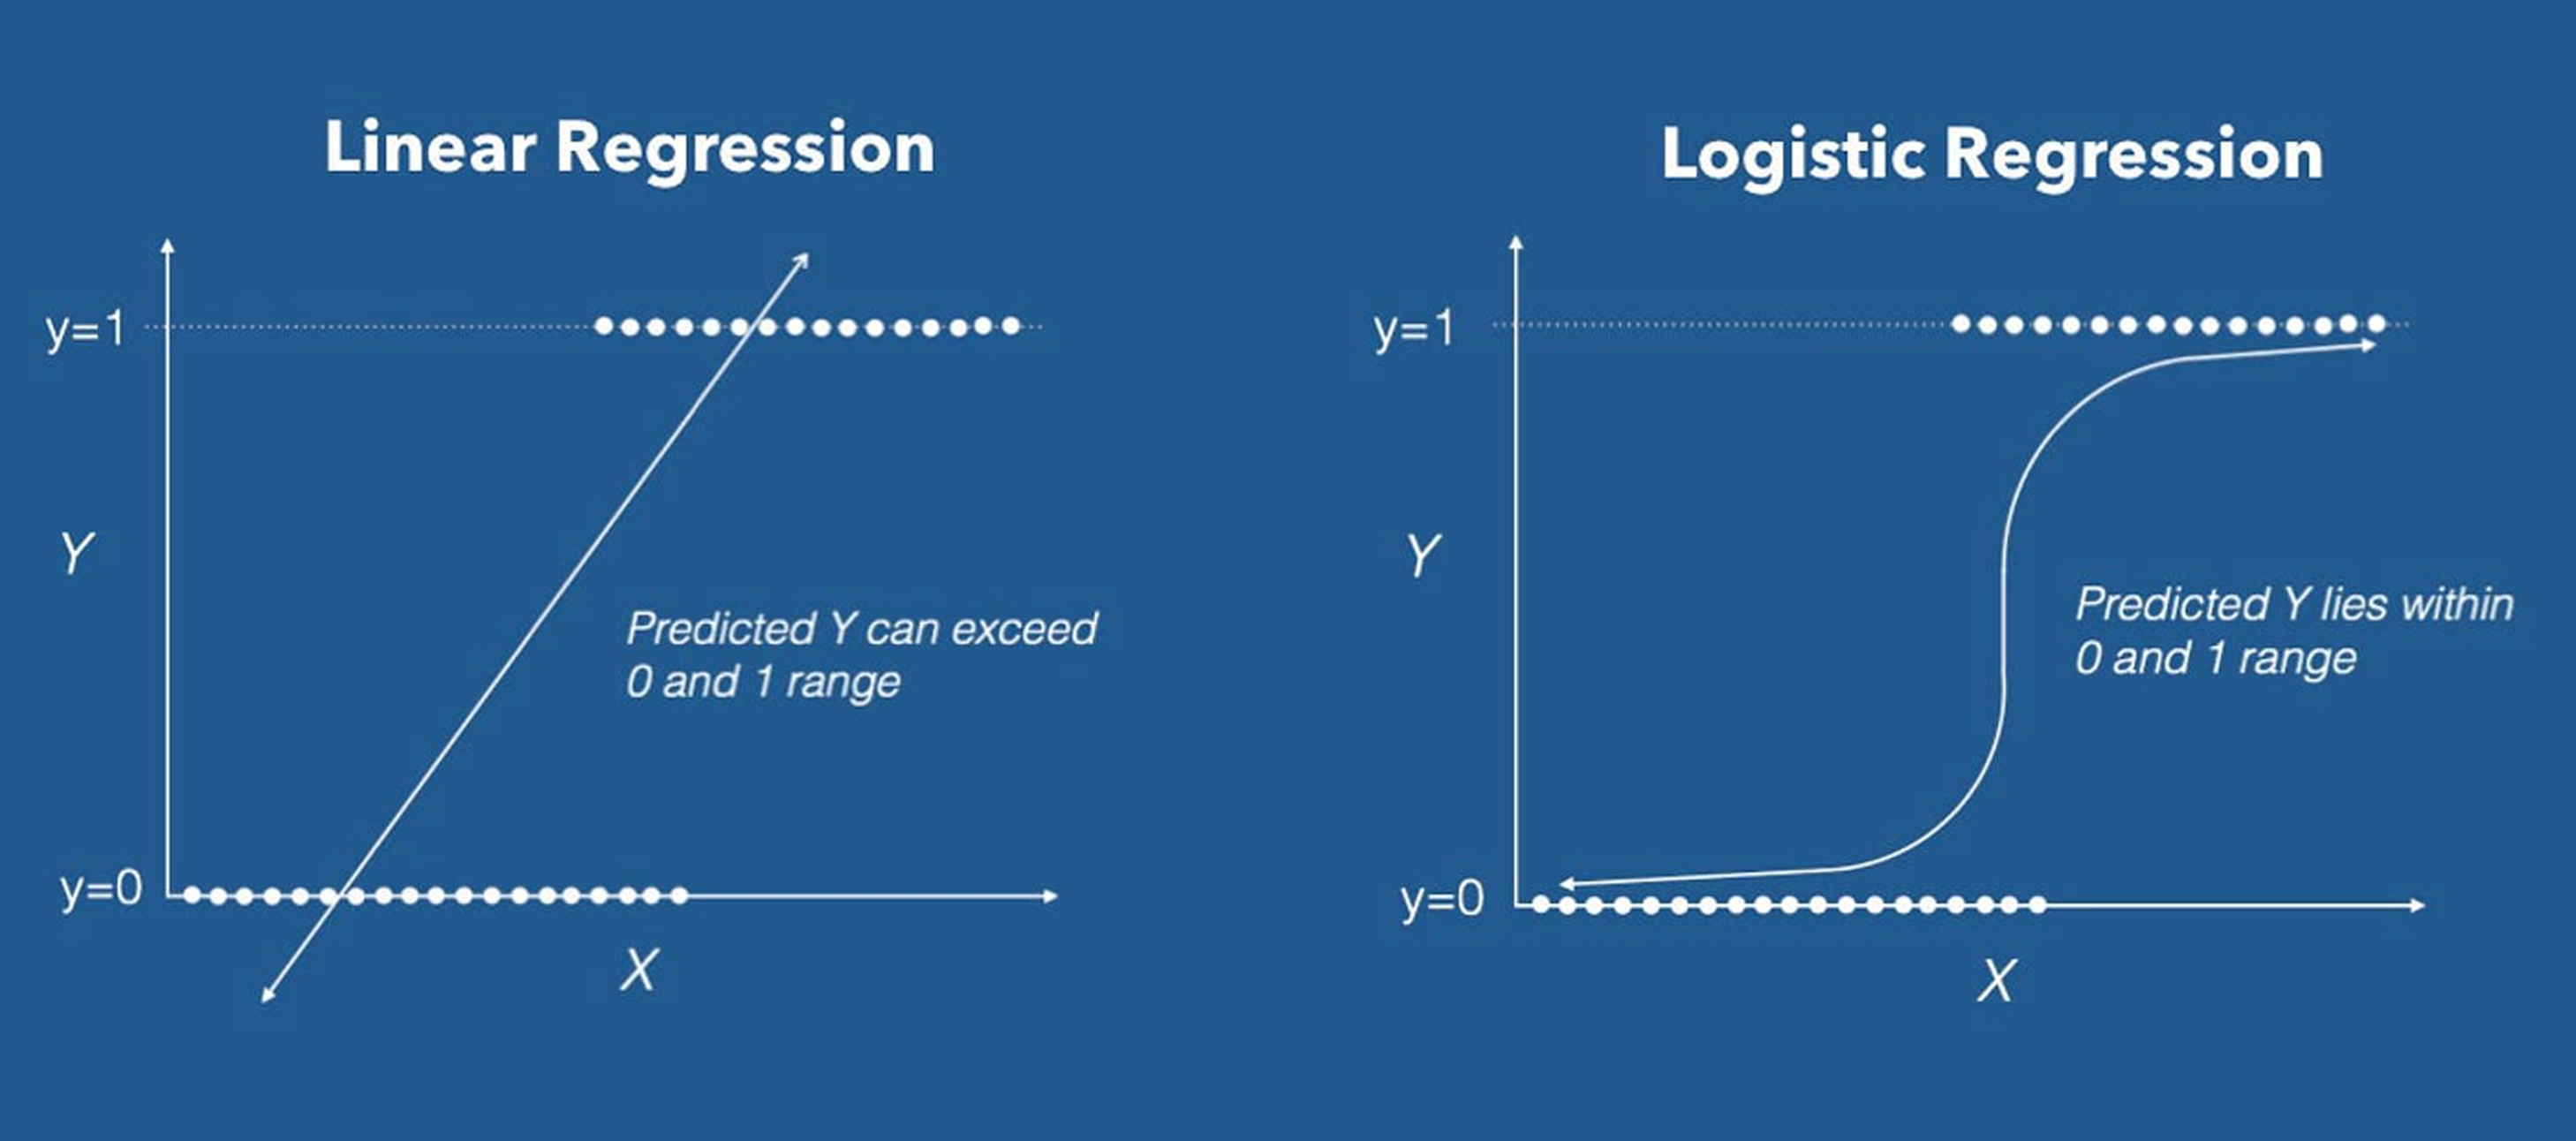 Linear Regression
y=1
Y
Predicted Y can exceed
0 and 1 range
y=0
X
Logistic Regression
y=1
Y
Predicted Y lies within
0 and 1 range
y=0
X